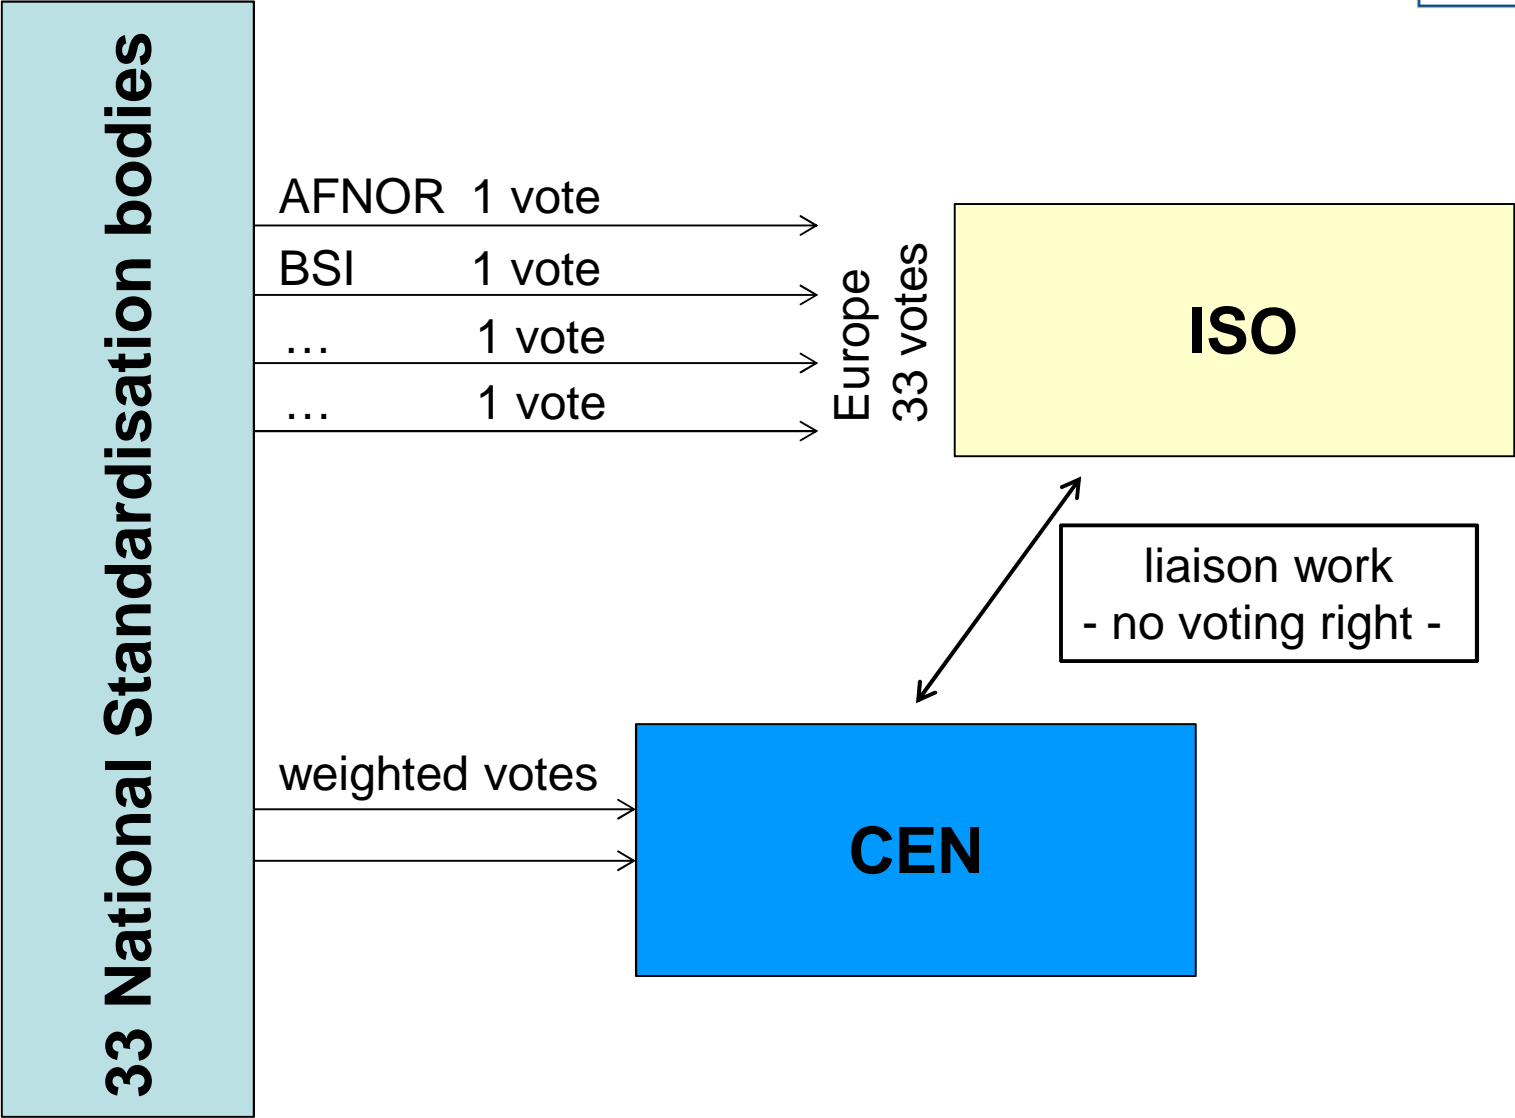 33 National Standardisation bodies
AFNOR 1 vote
BSI 1 vote
… 1 vote
… 1 vote
Europe
33 votes
ISO
liaison work
- no voting right -
weighted votes
CEN